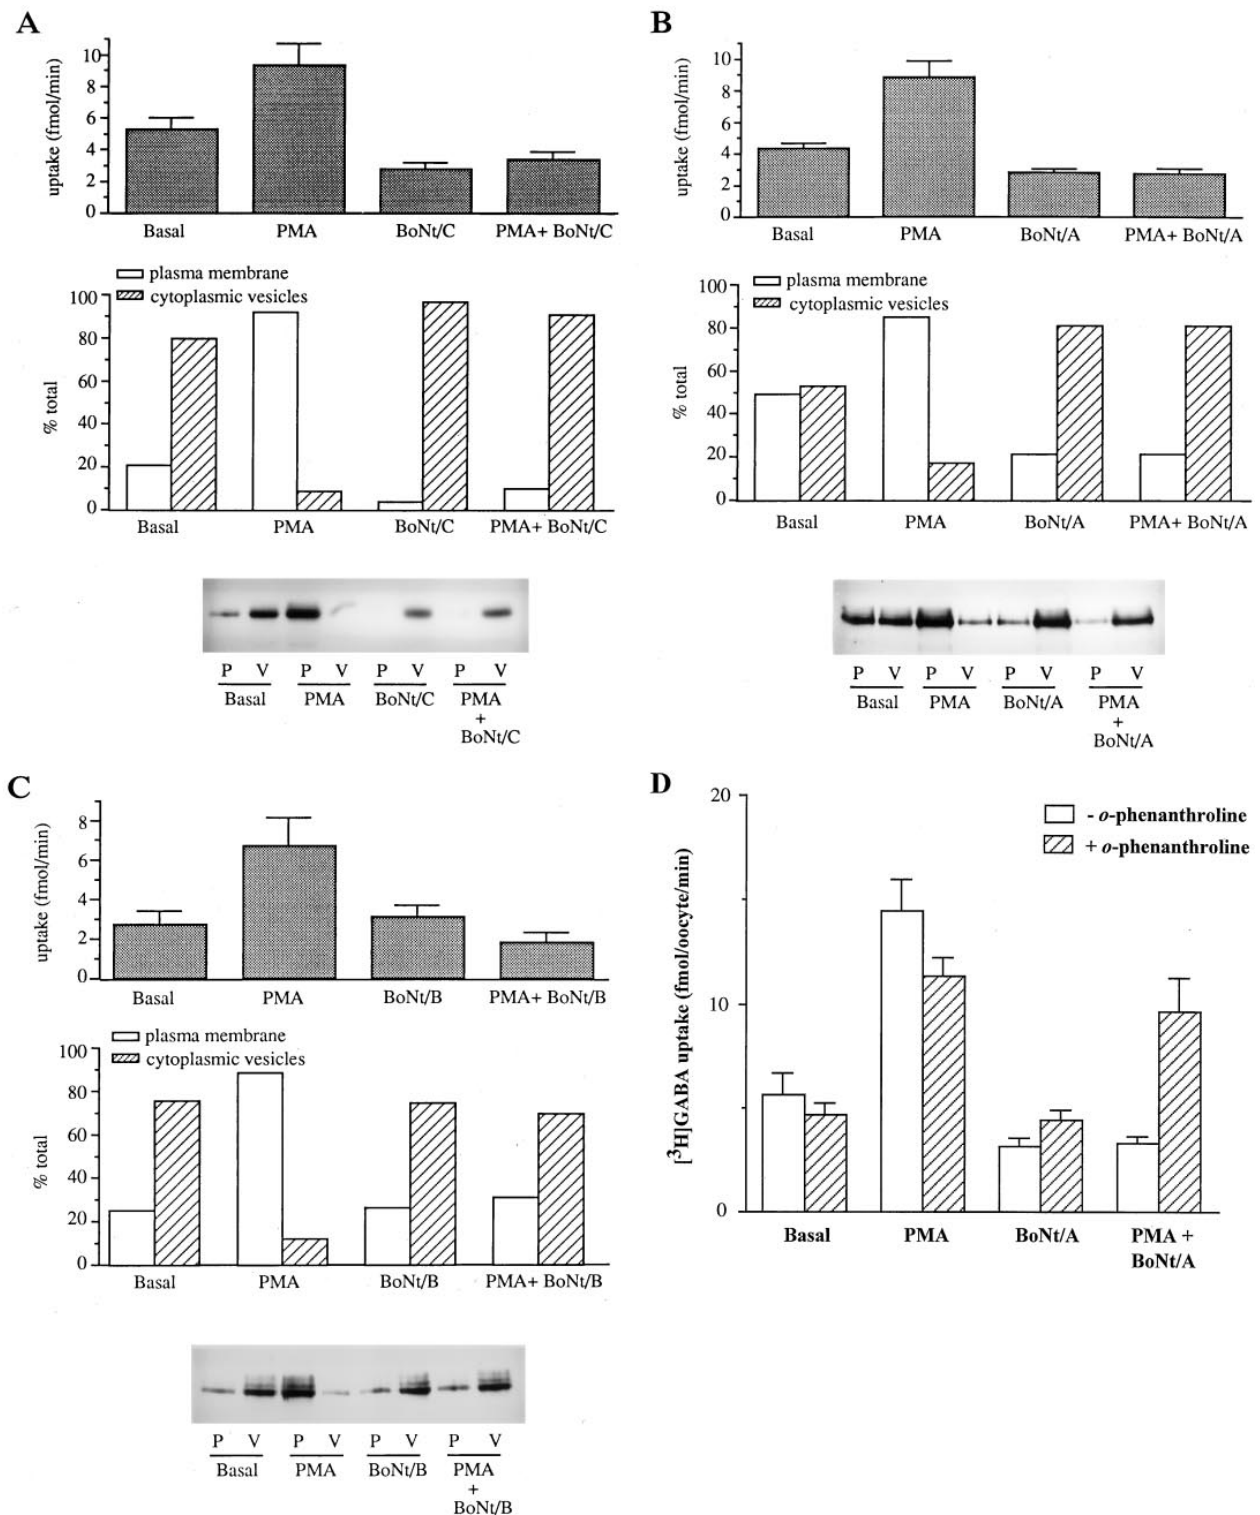 A
uptake (fmol/min)
10
8
6
4
2
0
Basal PMA BoNt/C PMA+ BoNt/C
plasma membrane
cytoplasmic vesicles
% total
100
80
60
40
20
0
Basal PMA BoNt/C PMA+ BoNt/C
P V P V P V P V
Basal PMA BoNt/C PMA
+
BoNt/C
B
uptake (fmol/min)
10
8
6
4
2
0
Basal PMA BoNt/A PMA+ BoNt/A
plasma membrane
cytoplasmic vesicles
% total
100
80
60
40
20
0
Basal PMA BoNt/A PMA+ BoNt/A
P V P V P V P V
Basal PMA BoNt/A PMA
+
BoNt/A
C
uptake (fmol/min)
8
6
4
2
0
Basal PMA BoNt/B PMA+ BoNt/B
plasma membrane
cytoplasmic vesicles
% total
100
80
60
40
20
0
Basal PMA BoNt/B PMA+ BoNt/B
P V P V P V P V
Basal PMA BoNt/B PMA
+
BoNt/B
D
- o-phenanthroline
+ o-phenanthroline
[³H]GABA uptake (fmol/oocyte/min)
20
10
0
Basal PMA BoNt/A PMA +
BoNt/A